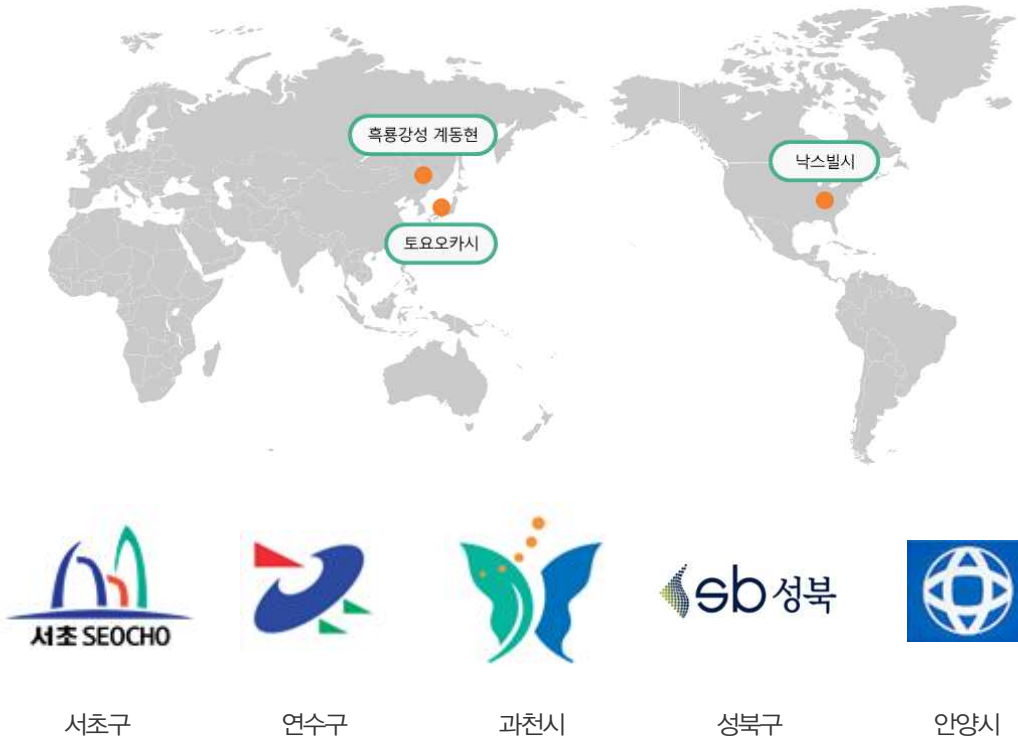 흑룡강성 계동현
낙스빌시
토요오카시
서초 SEOCHO
sb 성북
서초구
연수구
과천시
성북구
안양시